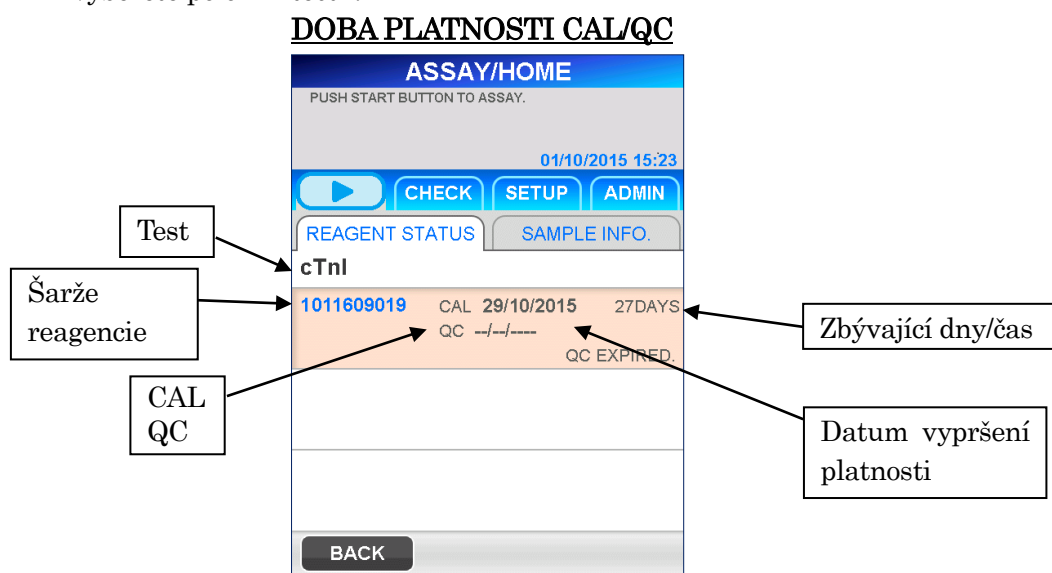 DOBA PLATNOSTI CAL/QC
ASSAY/HOME
PUSH START BUTTON TO ASSAY.
01/10/2015 15:23
CHECK SETUP ADMIN
REAGENT STATUS SAMPLE INFO.
Test
cTnI
Šarže
reagencie
1011609019 CAL 29/10/2015 27DAYS
QC --/--/----
QC EXPIRED.
Zbývající dny/čas
CAL
QC
Datum vypršení
platnosti
BACK